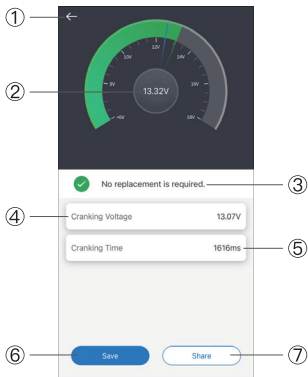 ①
②
③
④
⑤
⑥
⑦
<6V
8V
10V
12V
14V
16V
18V
13.32V
No replacement is required.
Cranking Voltage 13.07V
Cranking Time 1616ms
Save Share